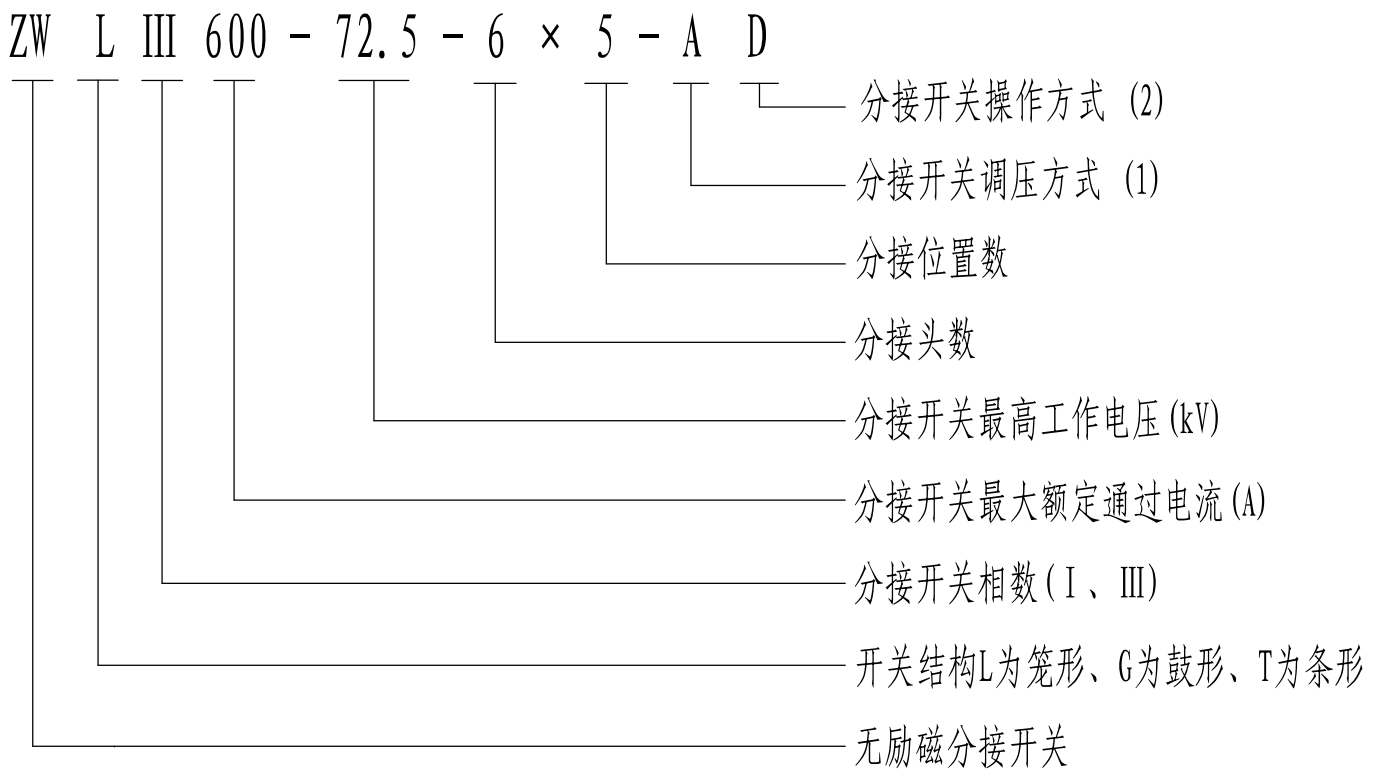 ZW L III 600 - 72.5 - 6 × 5 - A D
分接开关操作方式 (2)
分接开关调压方式 (1)
分接位置数
分接头数
分接开关最高工作电压(kV)
分接开关最大额定通过电流(A)
分接开关相数(Ⅰ、Ⅲ)
开关结构L为笼形、G为鼓形、T为条形
无励磁分接开关